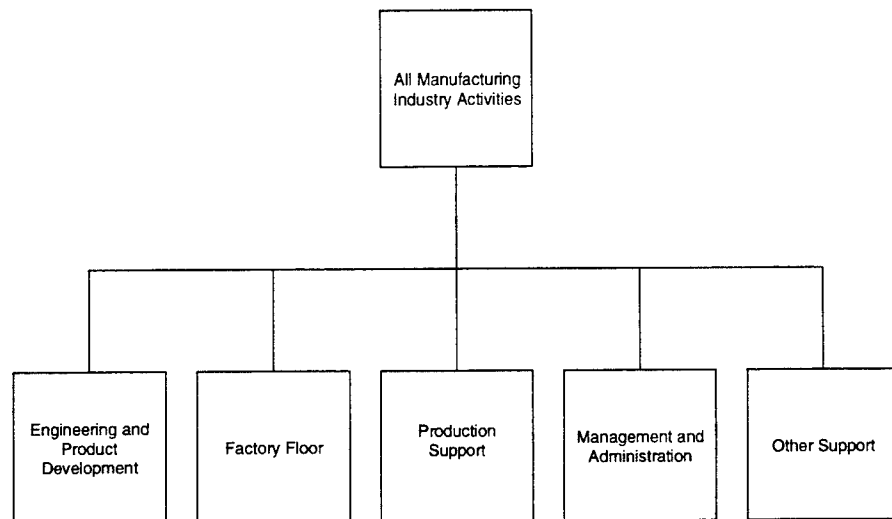 All Manufacturing
Industry Activities
Engineering and
Product
Development
Factory Floor
Production
Support
Management and
Administration
Other Support